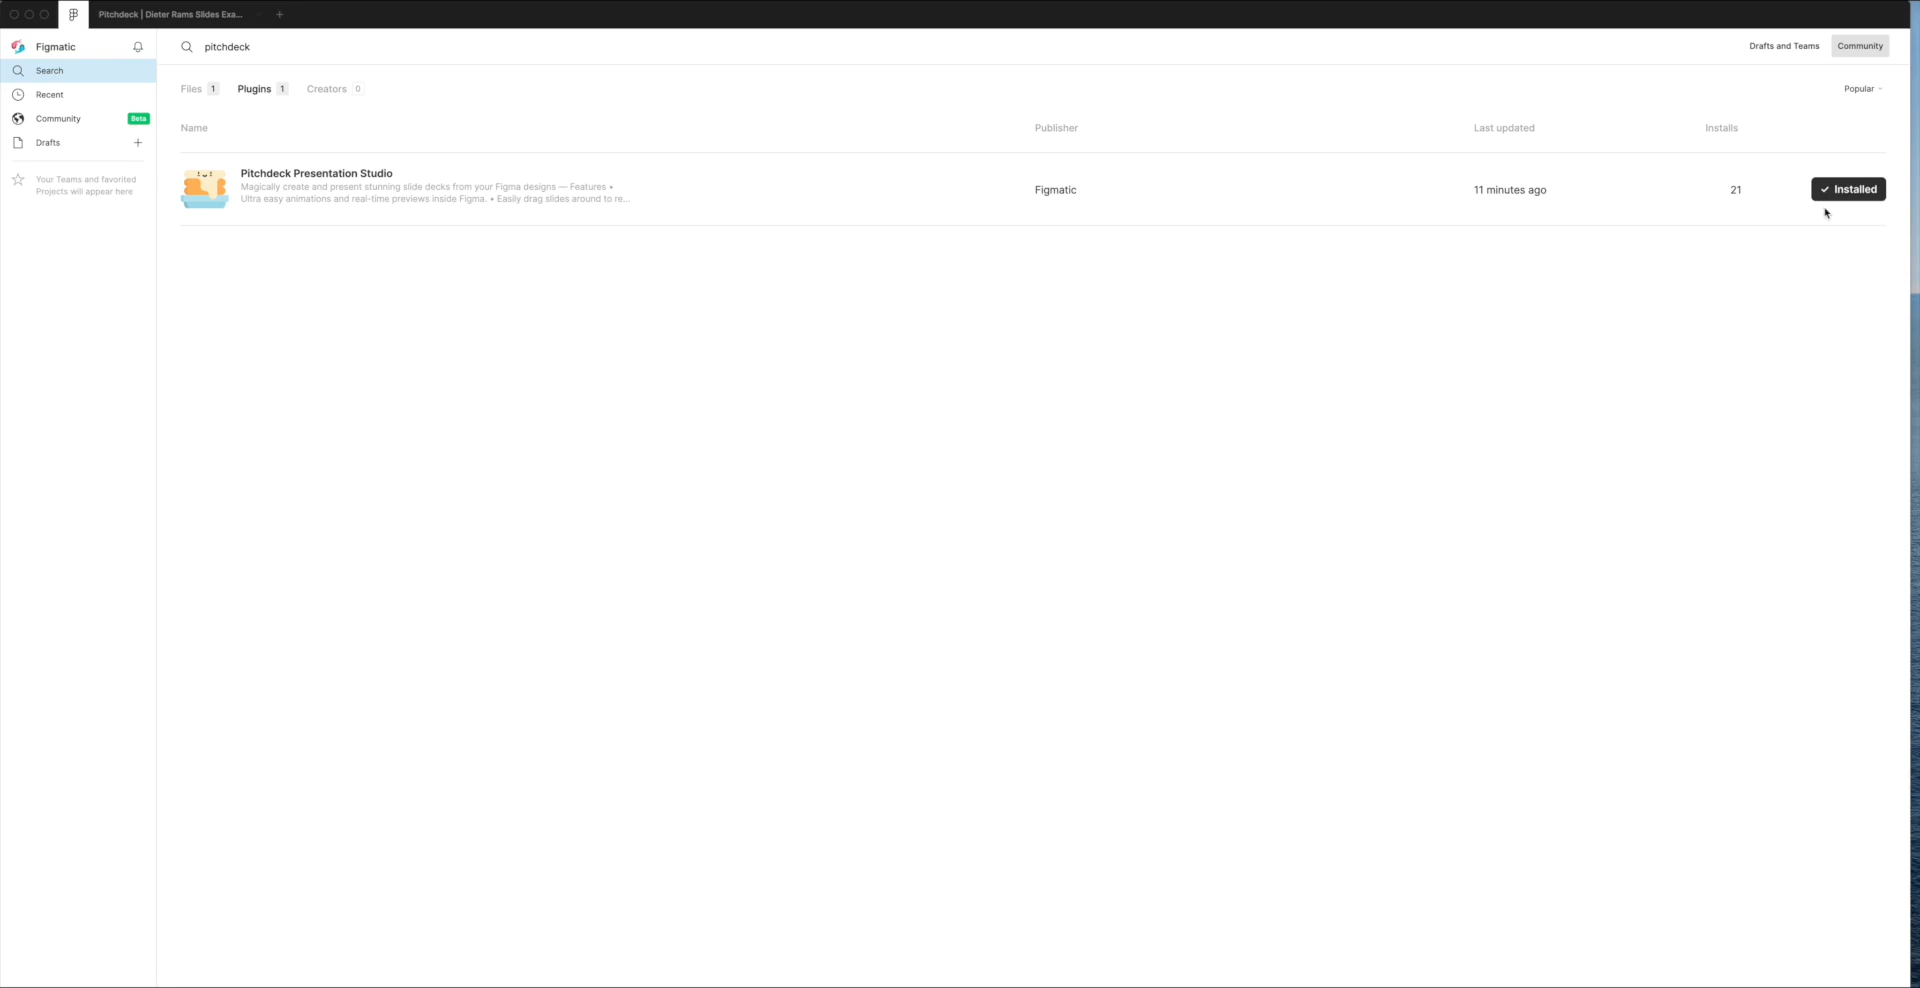 Pitchdeck | Dieter Rams Slides Exa...
Figmatic
Search
Recent
Community Beta
Drafts
Your Teams and favorited
Projects will appear here
pitchdeck
Drafts and Teams
Community
Files 1
Plugins 1
Creators 0
Popular
Name
Publisher
Last updated
Installs
Pitchdeck Presentation Studio
Magically create and present stunning slide decks from your Figma designs — Features •
Ultra easy animations and real-time previews inside Figma. • Easily drag slides around to re...
Figmatic
11 minutes ago
21
Installed